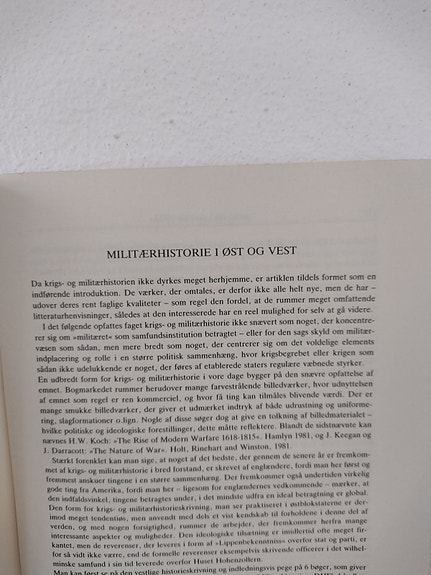 MILITÆRHISTORIE I ØST OG VEST
Da krigs- og militærhistorien ikke dyrkes meget herhjemme, er artiklen tildels formet som en
indførende introduktion. De værker, der omtales, er derfor ikke alle helt nye, men de har –
udover deres rent faglige kvaliteter – som regel den fordel, at de rummer meget omfattende
litteraturhenvisninger, således at den interesserede har en reel mulighed for selv at gå videre.
I det følgende opfattes faget krigs- og militærhistorie ikke snævert som noget, der koncentre-
rer sig om »militæret« som samfundsinstitution betragtet – eller for den sags skyld om militær-
væsen som sådan, men mere bredt som noget, der centrerer sig om det voldelige elements
indplacering og rolle i en større politisk sammenhæng, hvor krigsbegrebet eller krigen som
sådan ikke udelukkende er noget, der føres af etablerede staters regulære væbnede styrker.
En udbredt form for krigs- og militærhistorie i vore dage bygger på den snævre opfattelse af
emnet. Bogmarkedet rummer herudover mange farvestrålende billedværker, hvor udnyttelsen
af emnet som regel er ren kommerciel, og hvor få ting kan tilmåles blivende værdi. Der er
mange smukke billedværker, der giver et udmærket indtryk af både udrustning og uniforme-
ring, slagformationer o.lign. Nogle af disse søger dog at give en tolkning af billedmaterialet –
hvilke politiske og ideologiske forestillinger, dette måtte reflektere. Blandt de sidstnævnte kan
nævnes H.W. Koch: »The Rise of Modern Warfare 1618-1815«. Hamlyn 1981, og J. Keegan og
J. Darracott: »The Nature of War«. Holt, Rinehart and Winston, 1981.
Stærkt forenklet kan man sige, at noget af det bedste, der gennem de senere år er fremkom-
met af krigs- og militærhistorie i bred forstand, er skrevet af englændere, fordi man her først og
fremmest anskuer tingene i en større sammenhæng. Der fremkommer også undertiden virkelig
gode ting fra Amerika, fordi man her – ligesom for englændernes vedkommende – mærker, at
den indfaldsvinkel, tingene betragtes under, i det mindste udfra en ideal betragtning er global.
Den form for krigs- og militærhistorieskrivning, man ser praktiseret i østblokstaterne er der-
imod meget tendentiøs, men anvendt med dels et vist kendskab til forholdene i denne del af
verden, og med nogen forsigtighed, rummer de arbejder, der fremkommer herfra mange
interessante aspekter og muligheder. Den ideologiske tilsætning er imidlertid ofte meget fir-
kantet, men de reverenser, der leveres i form af »Lippenbekenntnis« overfor stat og parti, er
for så vidt ikke værre, end de formelle reverenser eksempelvis skrivende officerer i det wilhel-
minske samfund i sin tid leverede overfor Huset Hohenzollern.
Man kan først se på den vestlige historieskrivning og indledningsvis pege på 6 bøger, som giver